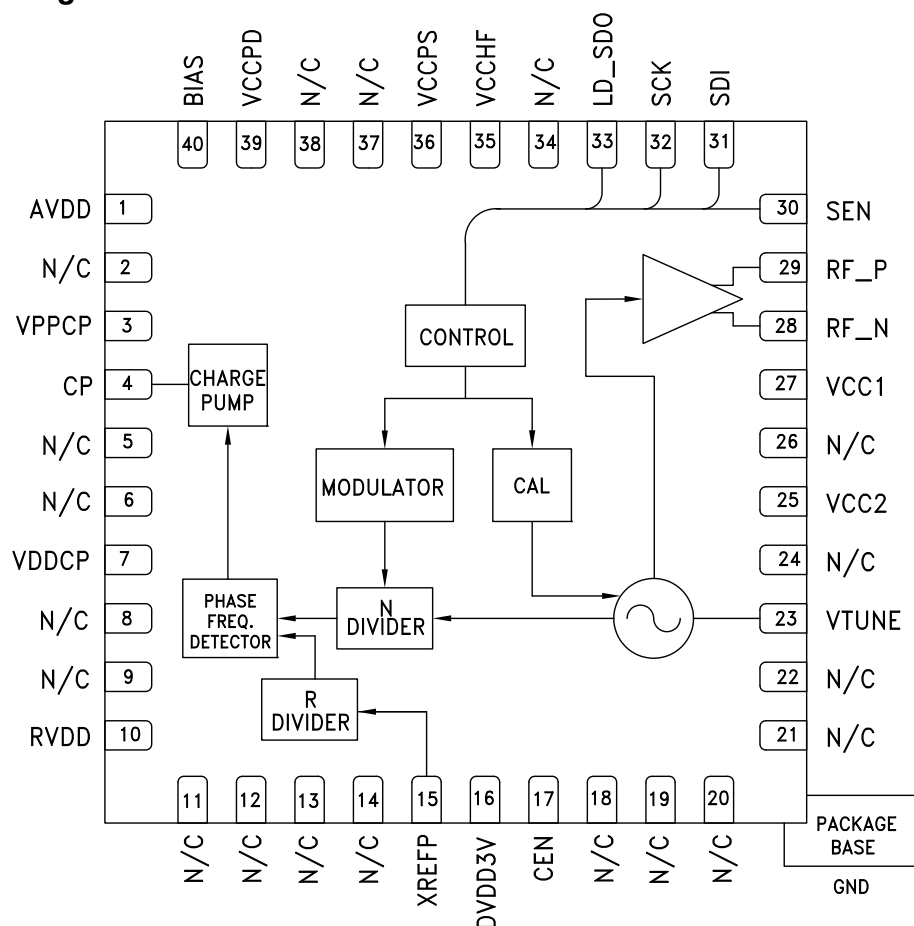 g
BIAS
VCCPD
N/C
N/C
VCCPS
VCCHF
N/C
LD_SDO
SCK
SDI
40
39
38
37
36
35
34
33
32
31
AVDD
1
30
SEN
N/C
2
29
RF_P
VPPCP
3
28
RF_N
CONTROL
CP
4
CHARGE
PUMP
27
VCC1
N/C
5
26
N/C
MODULATOR
CAL
N/C
6
25
VCC2
VDDCP
7
24
N/C
N/C
8
PHASE
FREQ.
DETECTOR
N
DIVIDER
23
VTUNE
N/C
9
22
N/C
R
DIVIDER
RVDD
10
21
N/C
11
12
13
14
15
16
17
18
19
20
N/C
N/C
N/C
N/C
XREFP
DVDD3V
CEN
N/C
N/C
N/C
PACKAGE
BASE
GND